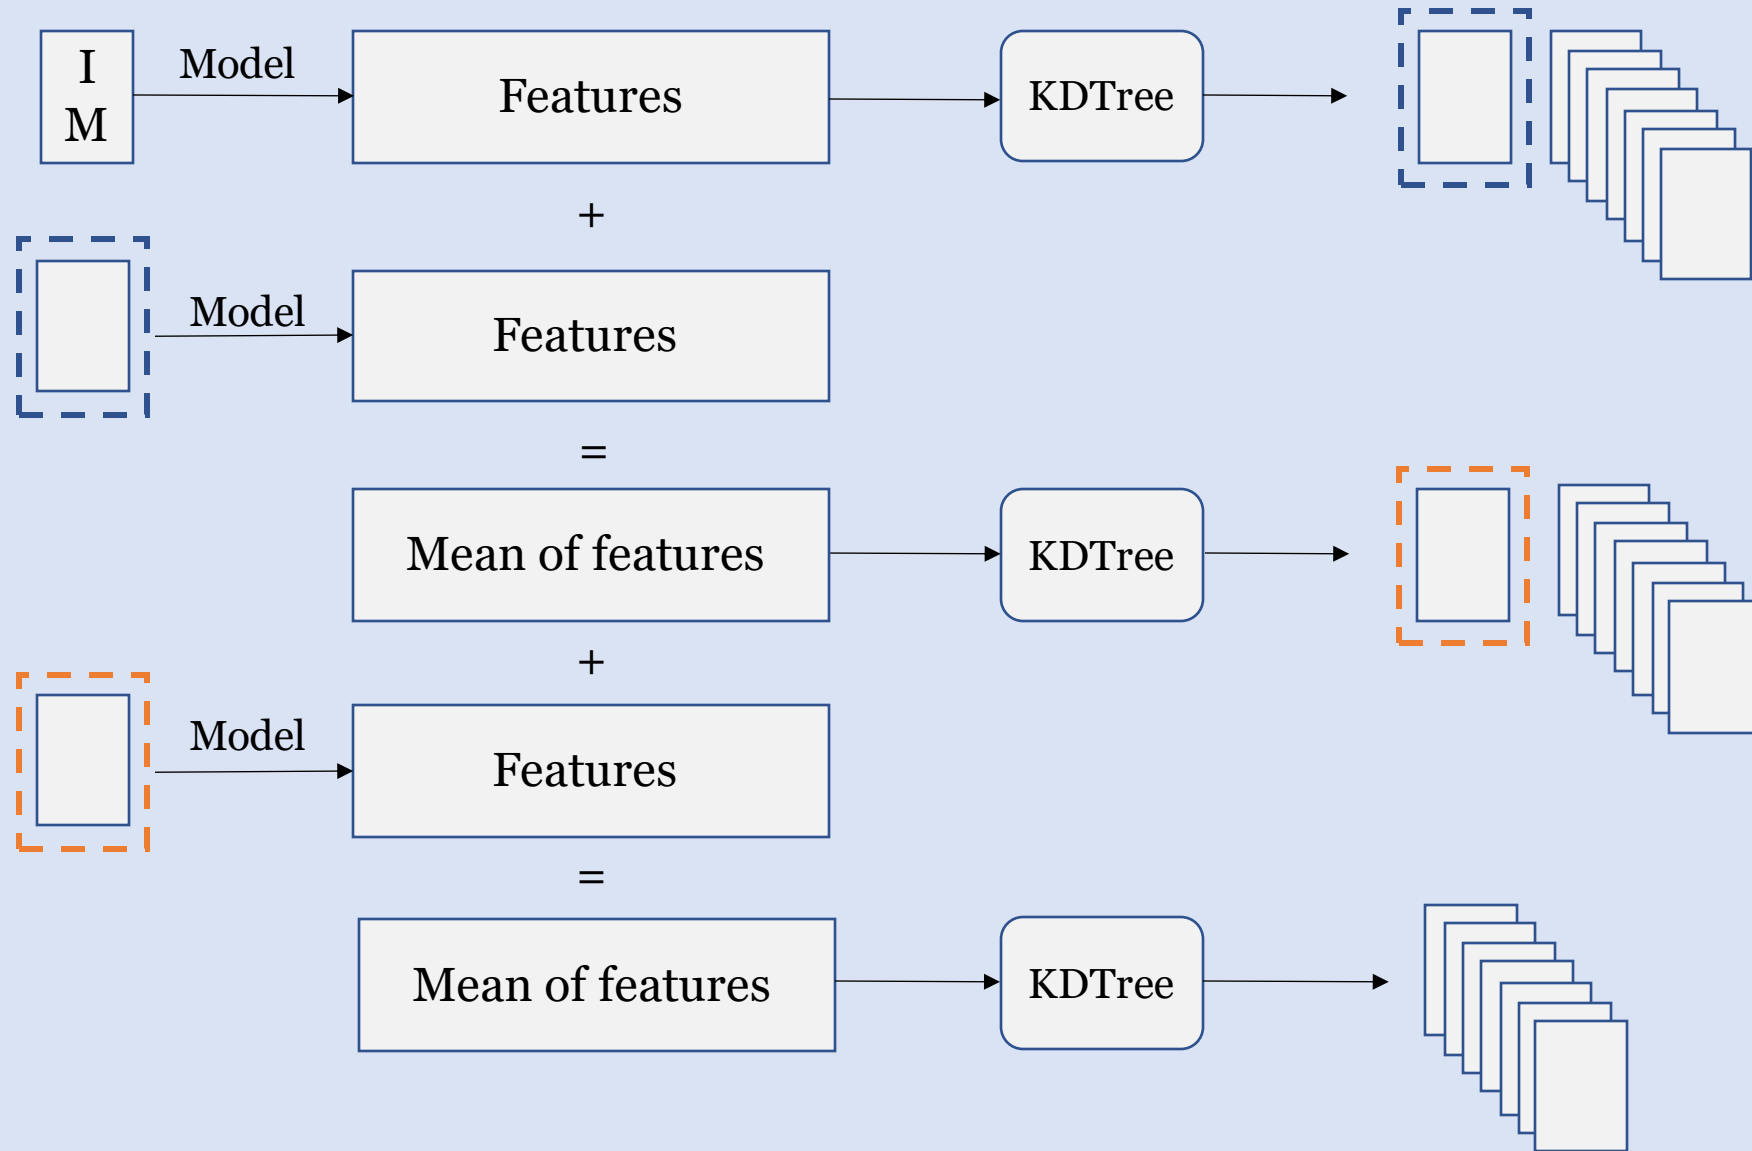 I
M
Model
Features
KDTree
+
Model
Features
=
Mean of features
KDTree
+
Model
Features
=
Mean of features
KDTree